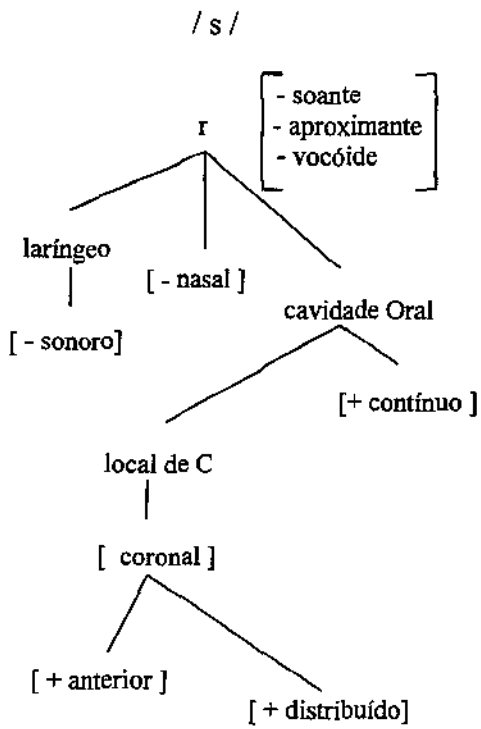 / s /
- soante
- aproximante
- vocóide
r
laríngeo
[ - nasal ]
cavidade Oral
[ - sonoro]
[+ contínuo ]
local de C
[ coronal ]
[ + anterior ]
[ + distribuído]